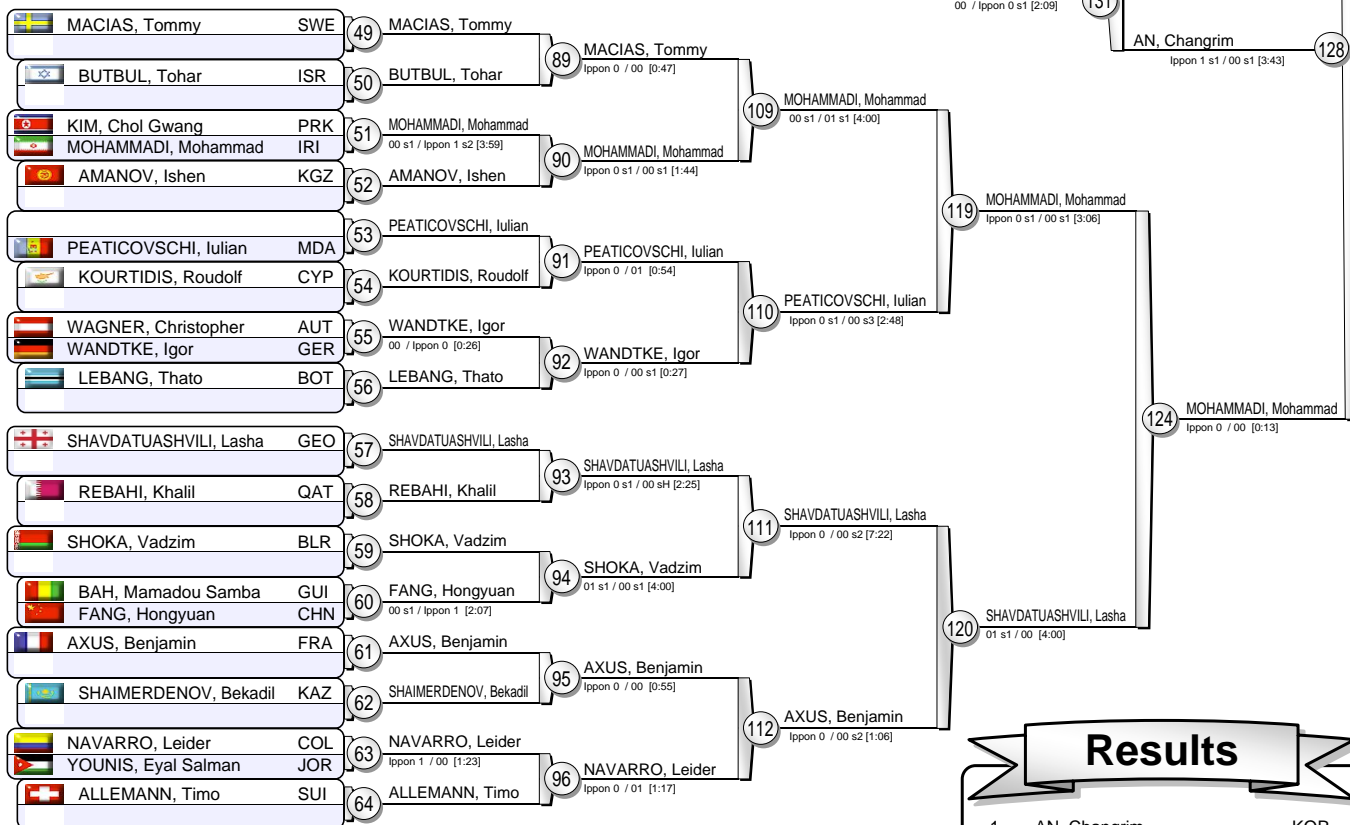 00 / Ippon 0 s1 [2:09]
131
AN, Changrim
Ippon 1 s1 / 00 s1 [3:43]
128
MACIAS, Tommy SWE
49
MACIAS, Tommy
89
MACIAS, Tommy
Ippon 0 / 00 [0:47]
BUTBUL, Tohar ISR
50
BUTBUL, Tohar
109
MOHAMMADI, Mohammad
00 s1 / 01 s1 [4:00]
KIM, Chol Gwang PRK
MOHAMMADI, Mohammad IRI
51
MOHAMMADI, Mohammad
00 s1 / Ippon 1 s2 [3:59]
90
MOHAMMADI, Mohammad
Ippon 0 s1 / 00 s1 [1:44]
AMANOV, Ishen KGZ
52
AMANOV, Ishen
119
MOHAMMADI, Mohammad
Ippon 0 s1 / 00 s1 [3:06]
PEATICOVSCHI, Iulian MDA
53
PEATICOVSCHI, Iulian
91
PEATICOVSCHI, Iulian
Ippon 0 / 01 [0:54]
KOURTIDIS, Roudolf CYP
54
KOURTIDIS, Roudolf
110
PEATICOVSCHI, Iulian
Ippon 0 s1 / 00 s3 [2:48]
WAGNER, Christopher AUT
WANDTKE, Igor GER
55
WANDTKE, Igor
00 / Ippon 0 [0:26]
92
WANDTKE, Igor
Ippon 0 / 00 s1 [0:27]
LEBANG, Thato BOT
56
LEBANG, Thato
124
MOHAMMADI, Mohammad
Ippon 0 / 00 [0:13]
SHAVDATUASHVILI, Lasha GEO
57
SHAVDATUASHVILI, Lasha
93
SHAVDATUASHVILI, Lasha
Ippon 0 s1 / 00 sH [2:25]
REBAHI, Khalil QAT
58
REBAHI, Khalil
111
SHAVDATUASHVILI, Lasha
Ippon 0 / 00 s2 [7:22]
SHOKA, Vadzim BLR
59
SHOKA, Vadzim
94
SHOKA, Vadzim
01 s1 / 00 s1 [4:00]
BAH, Mamadou Samba GUI
FANG, Hongyuan CHN
60
FANG, Hongyuan
00 s1 / Ippon 1 [2:07]
120
SHAVDATUASHVILI, Lasha
01 s1 / 00 [4:00]
AXUS, Benjamin FRA
61
AXUS, Benjamin
95
AXUS, Benjamin
Ippon 0 / 00 [0:55]
SHAIMERDENOV, Bekadil KAZ
62
SHAIMERDENOV, Bekadil
112
AXUS, Benjamin
Ippon 0 / 00 s2 [1:06]
NAVARRO, Leider COL
YOUNIS, Eyal Salman JOR
63
NAVARRO, Leider
Ippon 1 / 00 [1:23]
96
NAVARRO, Leider
Ippon 0 / 01 [1:17]
ALLEMANN, Timo SUI
64
ALLEMANN, Timo
Results
1 AN, Changrim KOR